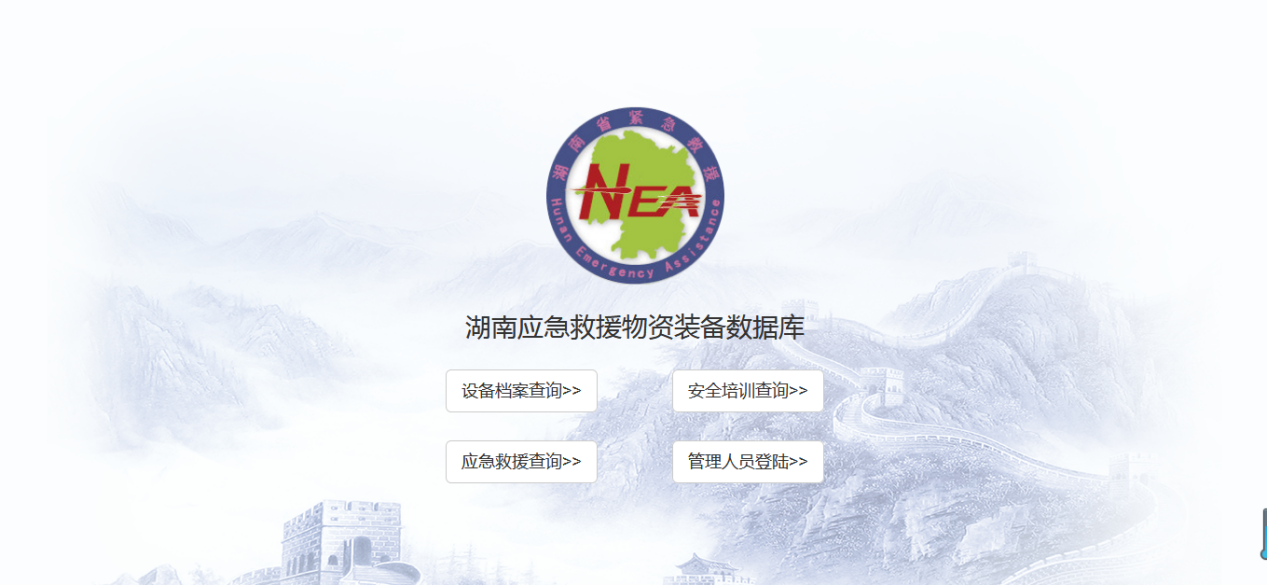 湖南省紧急救援
NEA
Hunan Emergency Assistance
湖南应急救援物资装备数据库
设备档案查询>>
安全培训查询>>
应急救援查询>>
管理人员登陆>>